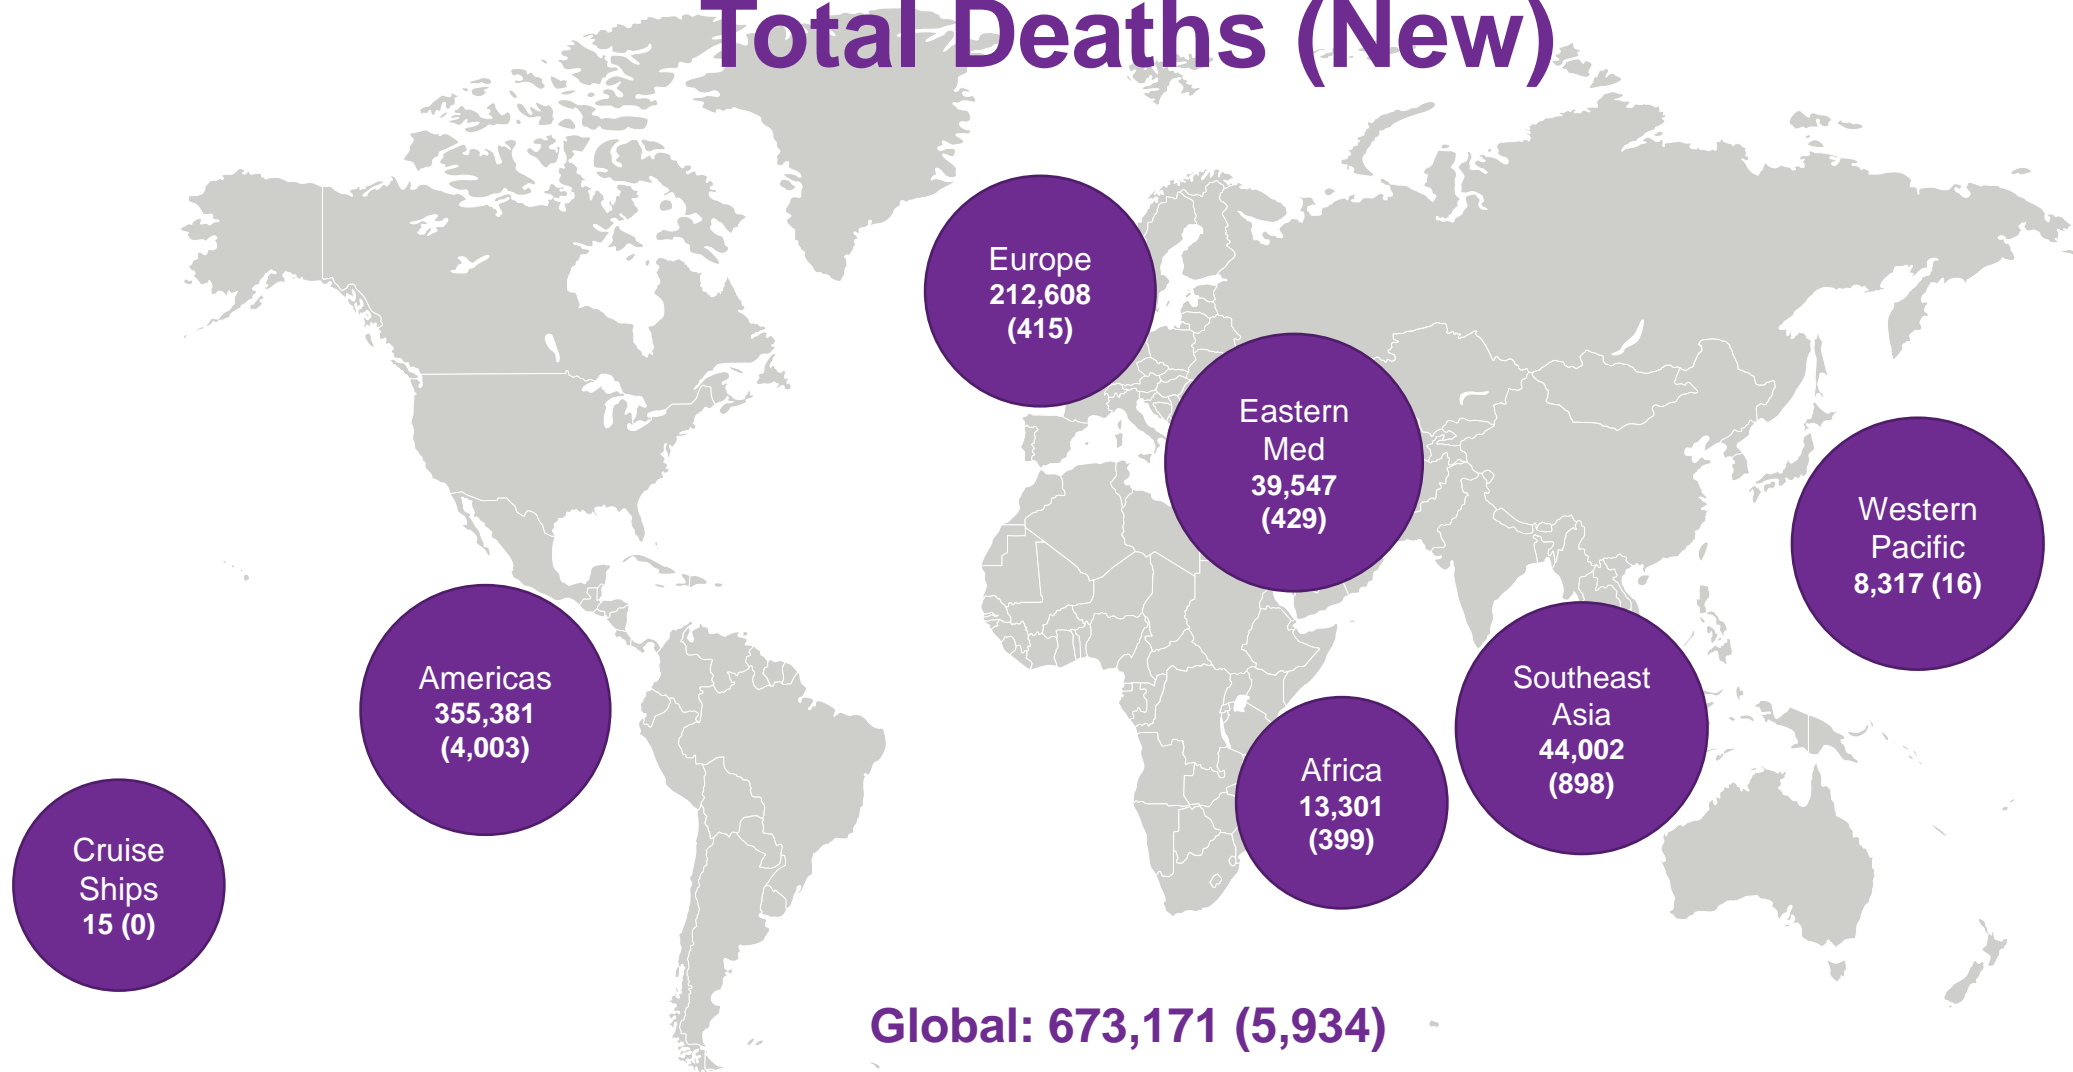 Total Deaths (New)
Europe
212,608
(415)
Eastern
Med
39,547
(429)
Western
Pacific
8,317 (16)
Americas
355,381
(4,003)
Southeast
Asia
44,002
(898)
Africa
13,301
(399)
Cruise
Ships
15 (0)
Global: 673,171 (5,934)